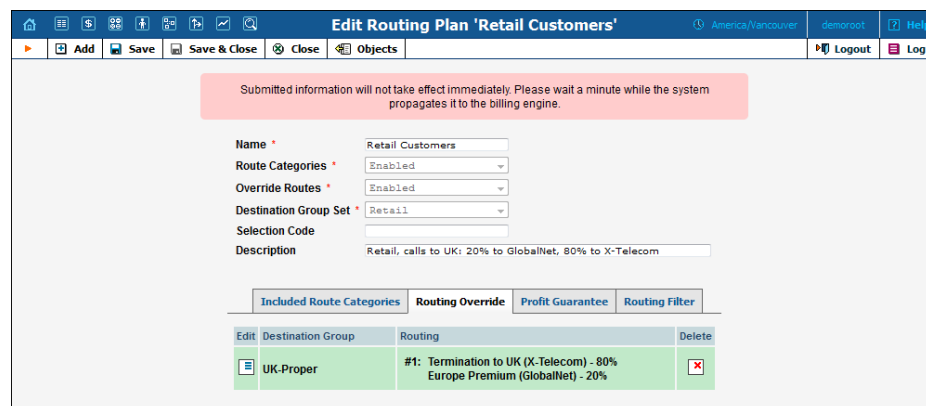 Edit Routing Plan 'Retail Customers'
America/Vancouver
demoroot
? Help
Add
Save
Save & Close
Close
Objects
Logout
Log
Submitted information will not take effect immediately. Please wait a minute while the system
propagates it to the billing engine.
Name * Retail Customers
Route Categories * Enabled
Override Routes * Enabled
Destination Group Set * Retail
Selection Code
Description Retail, calls to UK: 20% to GlobalNet, 80% to X-Telecom
Included Route Categories Routing Override Profit Guarantee Routing Filter
Edit Destination Group Routing Delete
UK-Proper #1: Termination to UK (X-Telecom) - 80%
Europe Premium (GlobalNet) - 20%